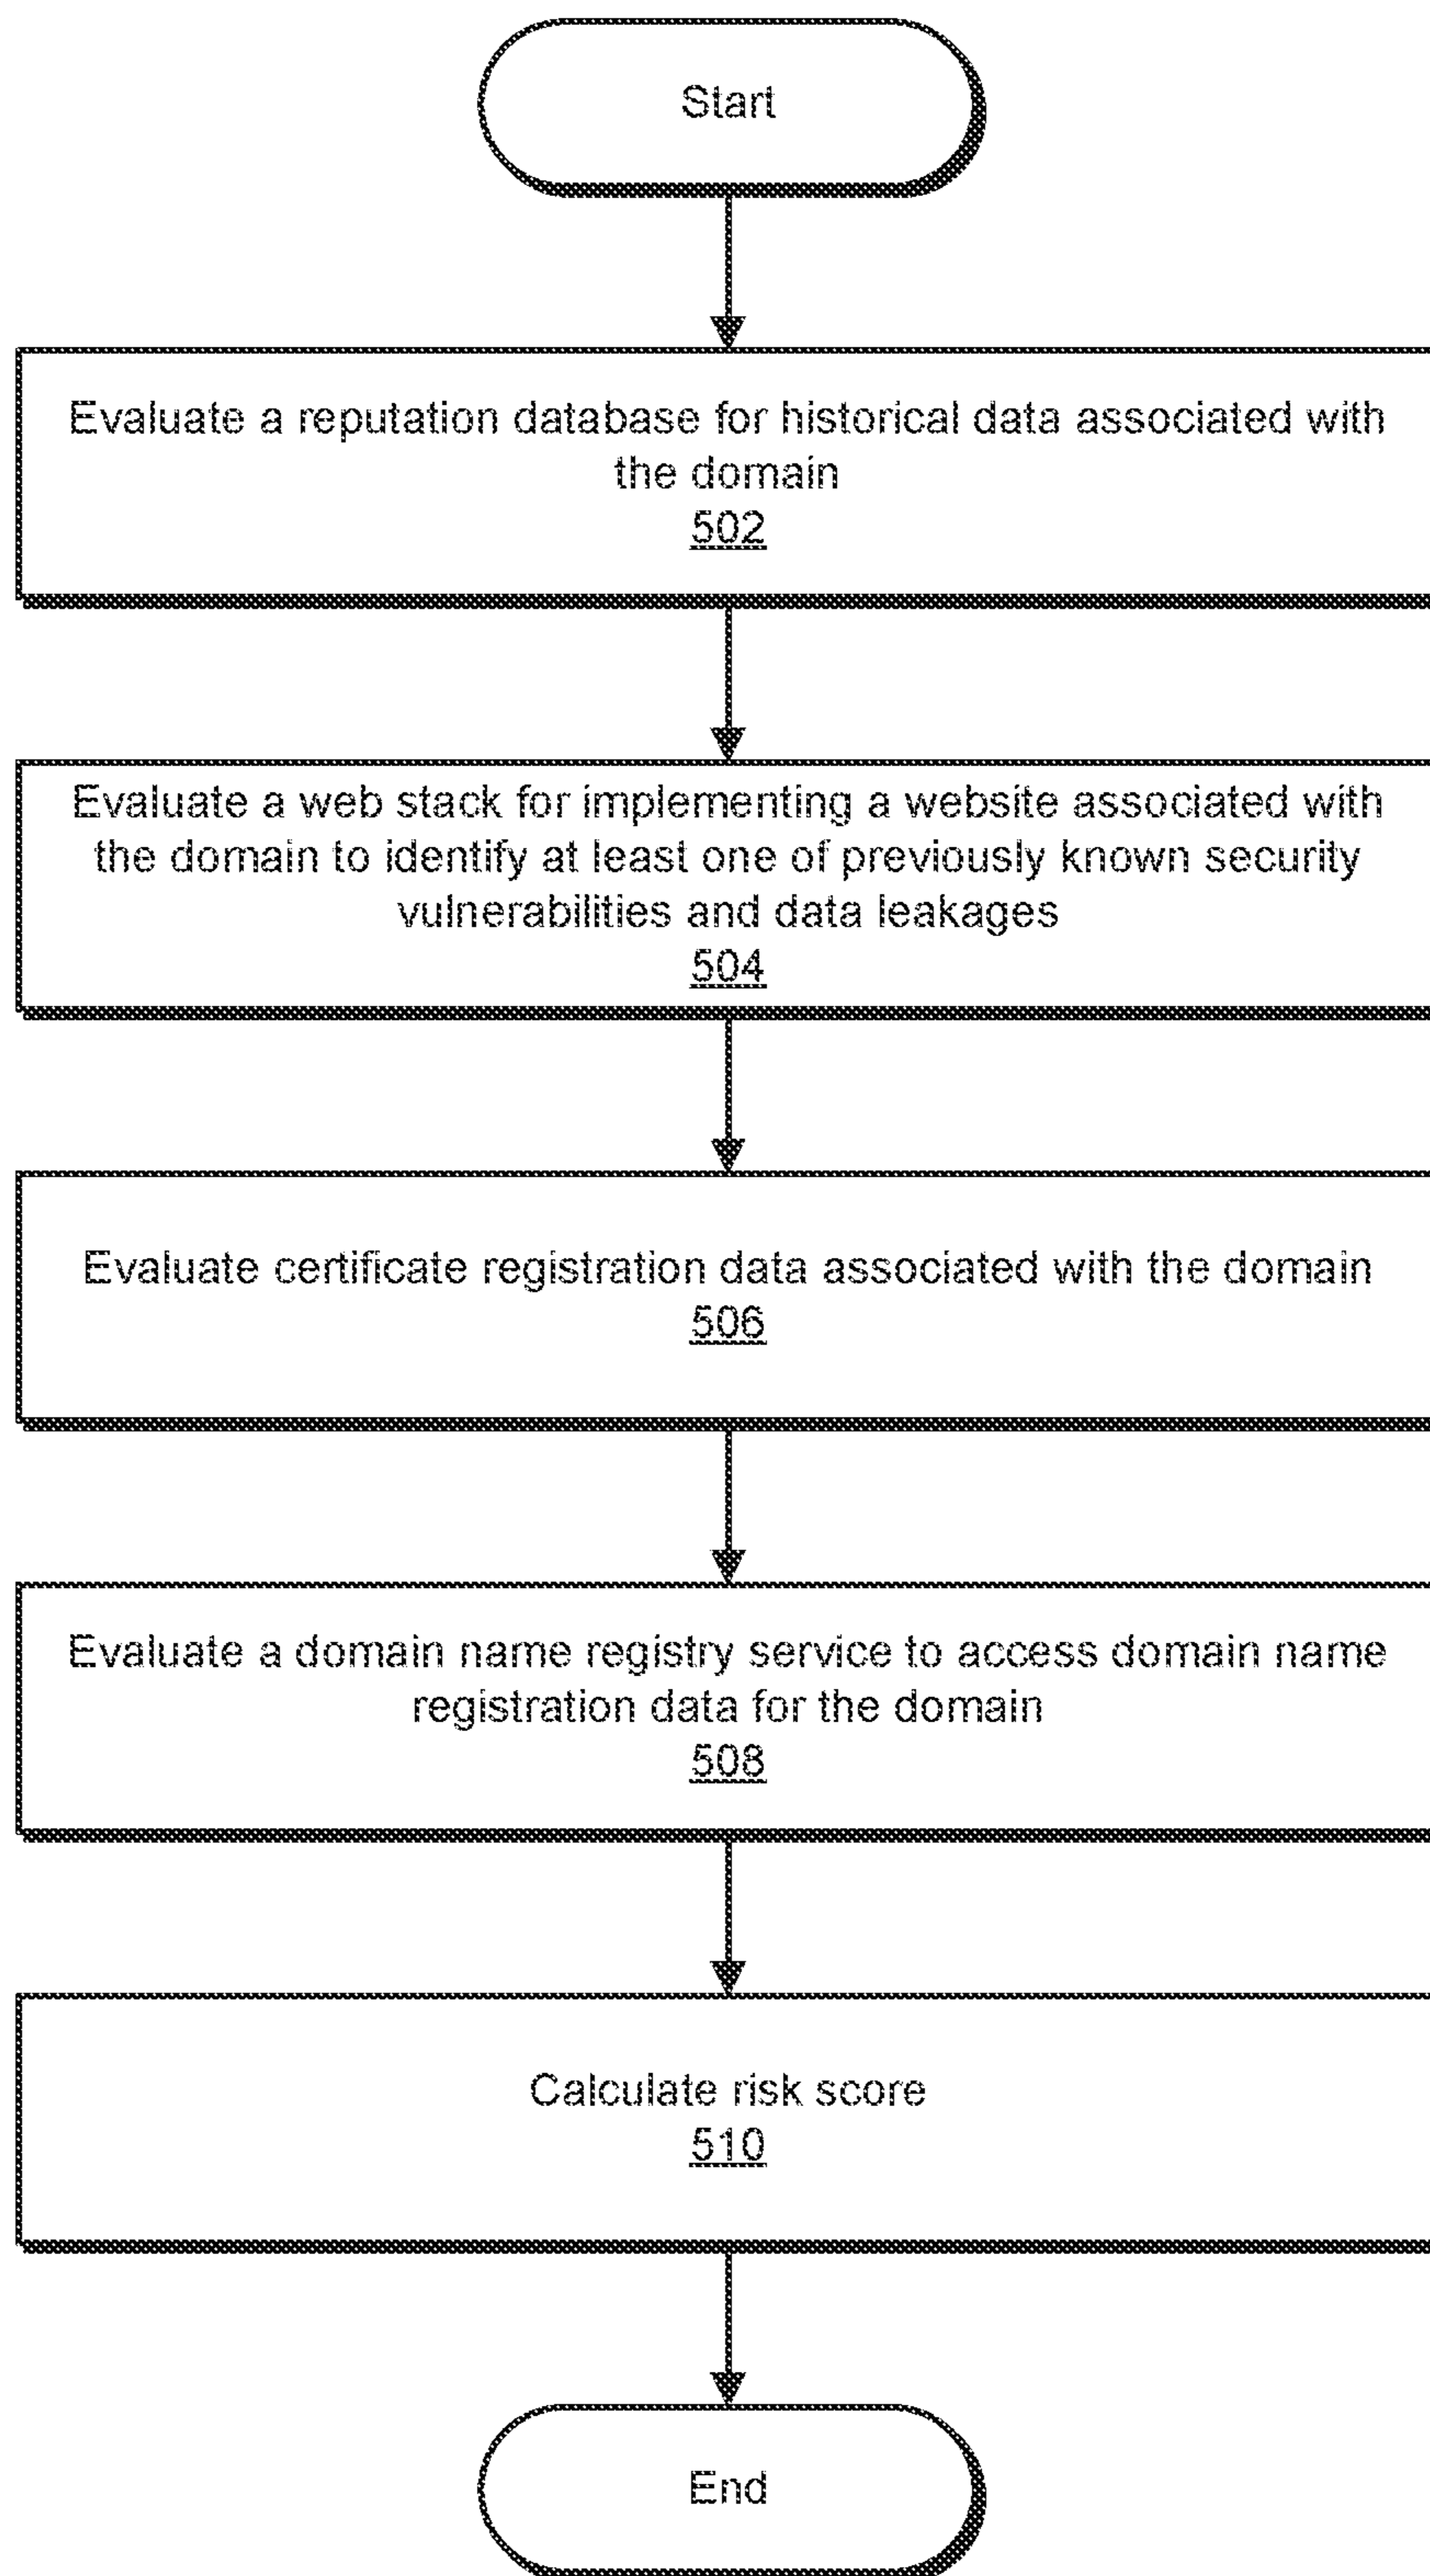 Start
Evaluate a reputation database for historical data associated with
the domain
502
Evaluate a web stack for implementing a website associated with
the domain to identify at least one of previously known security
vulnerabilities and data leakages
504
Evaluate certificate registration data associated with the domain
506
Evaluate a domain name registry service to access domain name
registration data for the domain
508
Calculate risk score
510
End